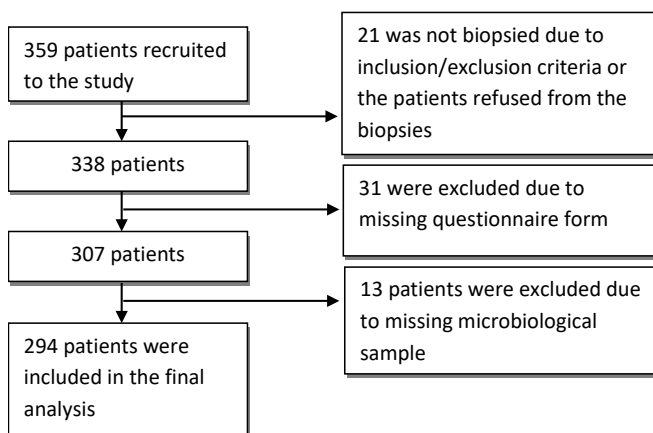 359 patients recruited
to the study
21 was not biopsied due to
inclusion/exclusion criteria or
the patients refused from the
biopsies
338 patients
31 were excluded due to
missing questionnaire form
307 patients
13 patients were excluded due
to missing microbiological
sample
294 patients were
included in the final
analysis